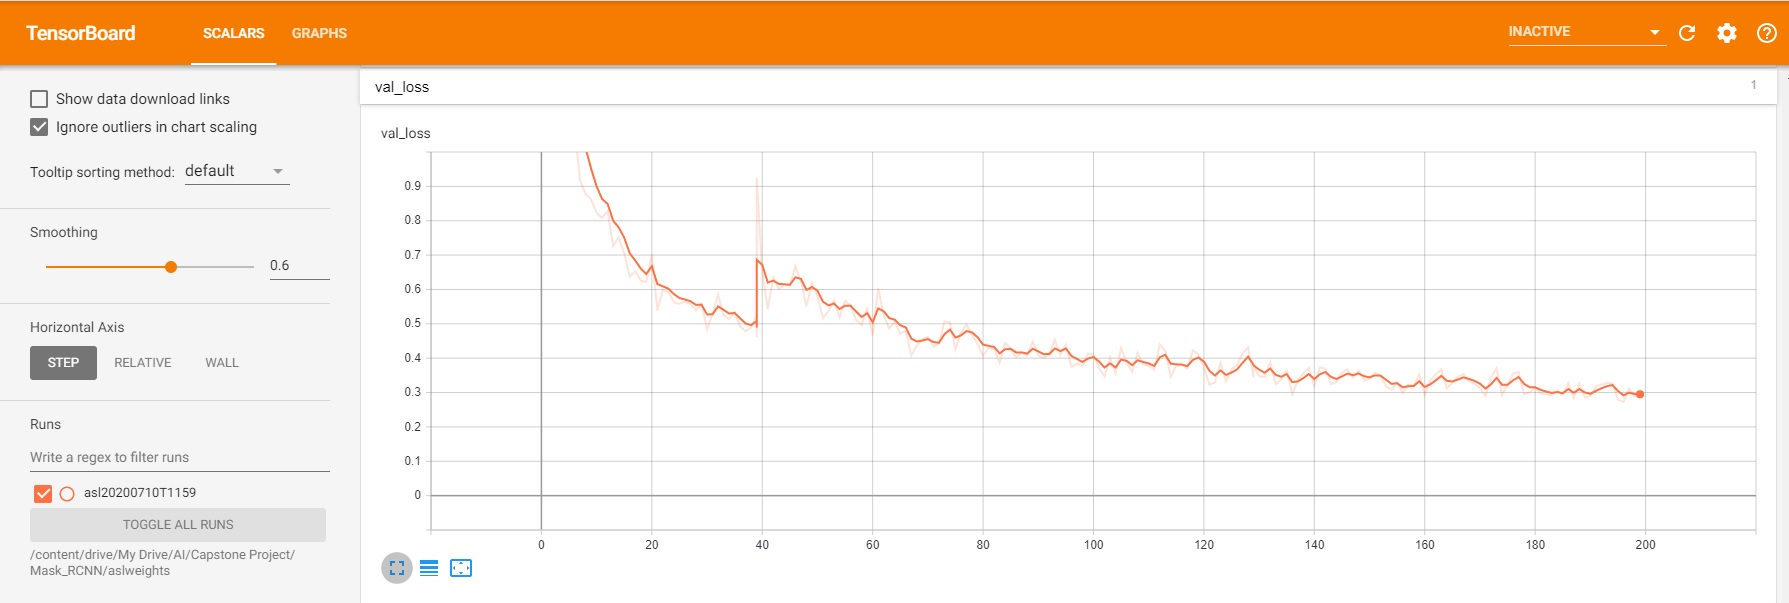 TensorBoard
SCALARS
GRAPHS
INACTIVE
Show data download links
Ignore outliers in chart scaling
Tooltip sorting method: default
Smoothing
0.6
Horizontal Axis
STEP
RELATIVE
WALL
Runs
Write a regex to filter runs
asl20200710T1159
TOGGLE ALL RUNS
/content/drive/My Drive/AI/Capstone Project/
Mask_RCNN/aslweights
val_loss
1
val_loss
0.9
0.8
0.7
0.6
0.5
0.4
0.3
0.2
0.1
0
0 20 40 60 80 100 120 140 160 180 200